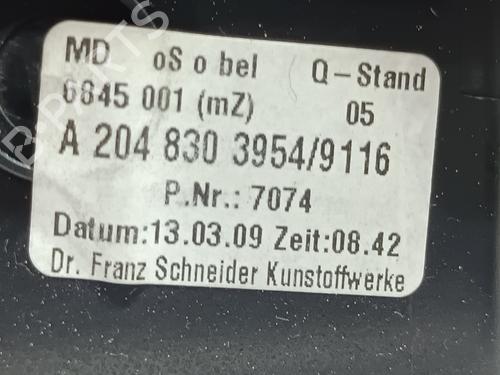 MD oS o bel Q-Stand
6845 001 (mZ) 05
A 204 830 3954/9116
P.Nr.: 7074
Datum:13.03.09 Zeit:08.42
Dr. Franz Schneider Kunstoffwerke